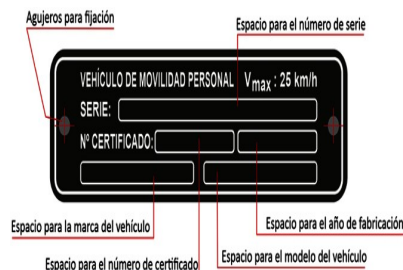 Agujeros para fijación
Espacio para el número de serie
VEHÍCULO DE MOVILIDAD PERSONAL Vmax : 25 km/h
SERIE:
Nº CERTIFICADO:
Espacio para la marca del vehículo
Espacio para el año de fabricación
Espacio para el número de certificado
Espacio para el modelo del vehículo